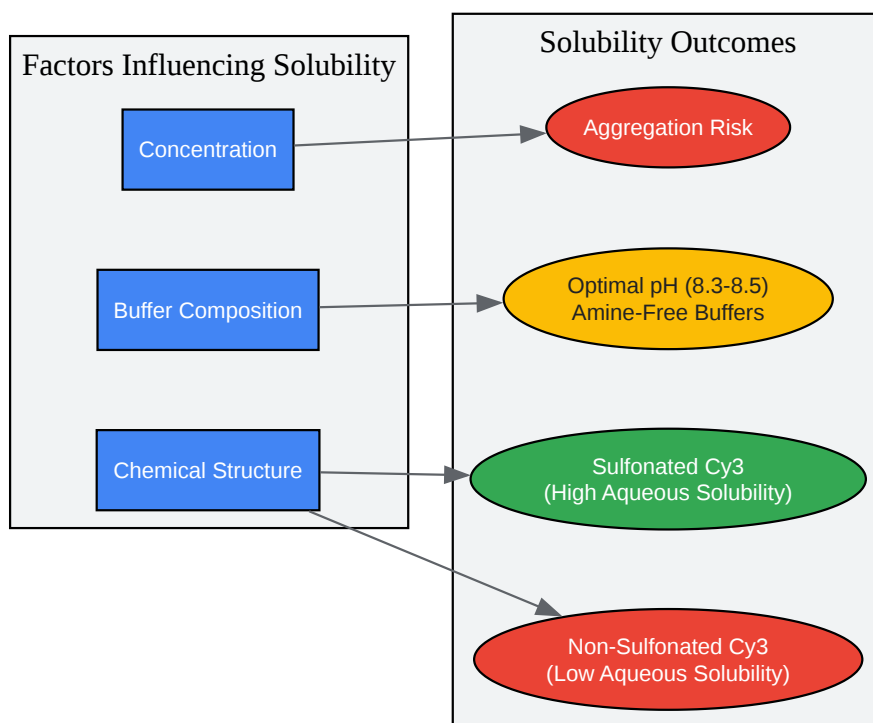 Factors Influencing Solubility
Concentration
Buffer Composition
Chemical Structure
Solubility Outcomes
Aggregation Risk
Optimal pH (8.3-8.5)
Amine-Free Buffers
Sulfonated Cy3
(High Aqueous Solubility)
Non-Sulfonated Cy3
(Low Aqueous Solubility)